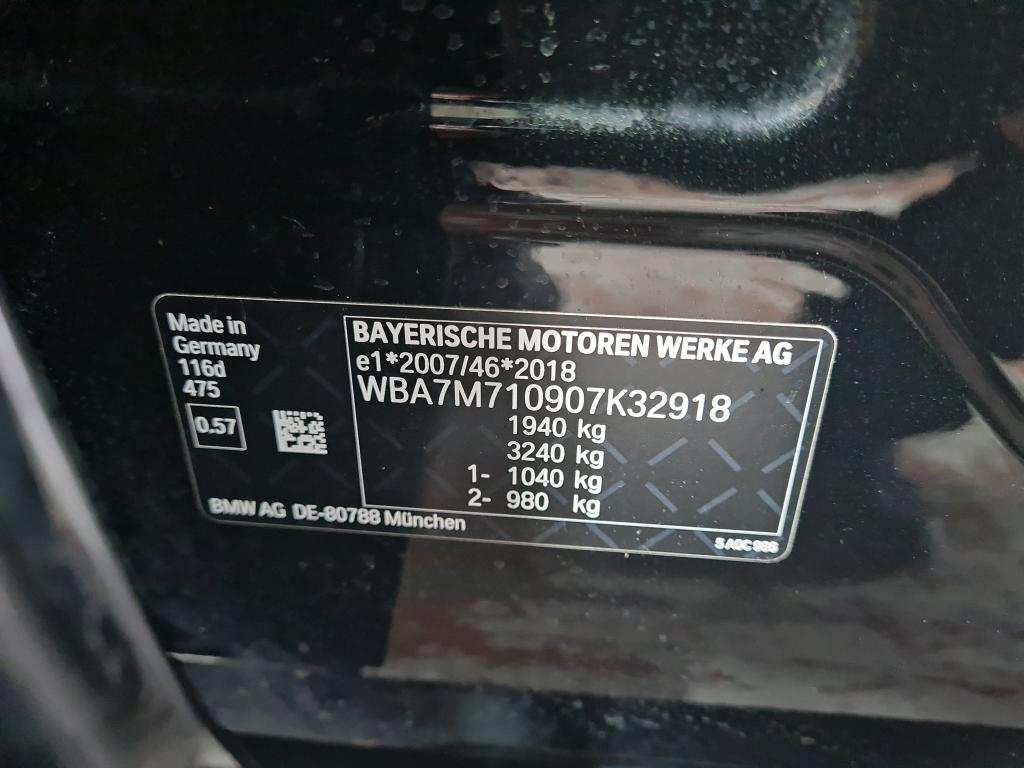 Made in
Germany
116d
475
0.57
BMW AG DE-80788 München
BAYERISCHE MOTOREN WERKE AG
e1*2007/46*2018
WBA7M710907K32918
1940 kg
3240 kg
1- 1040 kg
2- 980 kg